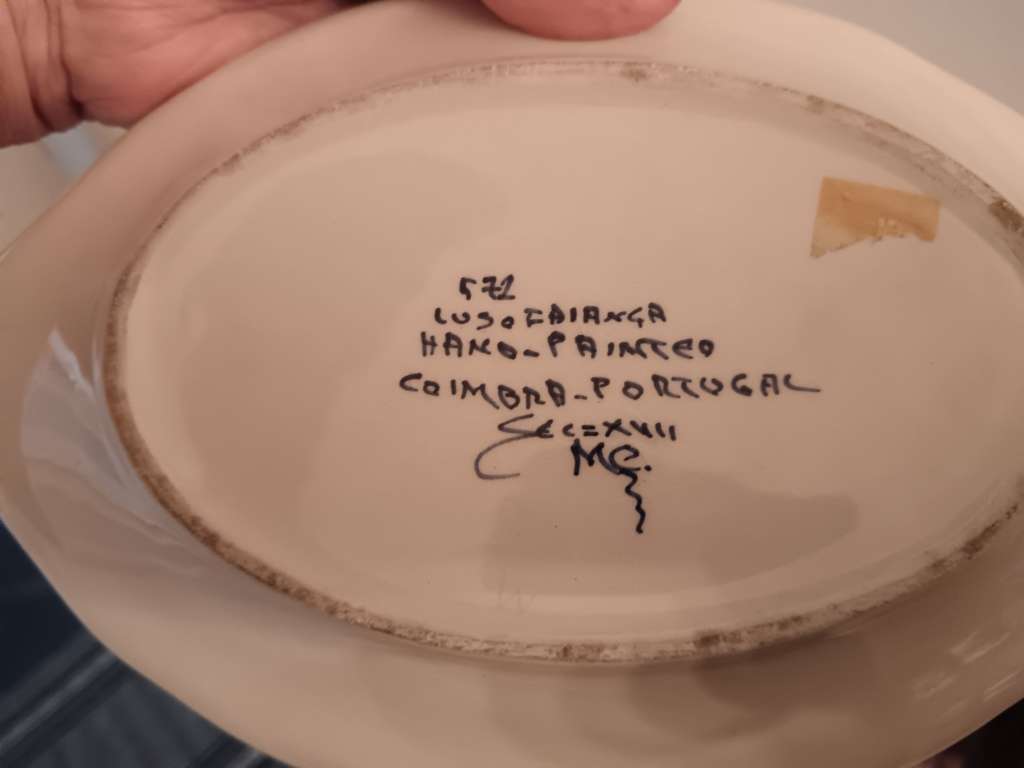 571
LUSOFAIANÇA
HAND-PAINTED
COIMBRA-PORTUGAL
SEC=XVII
MC.